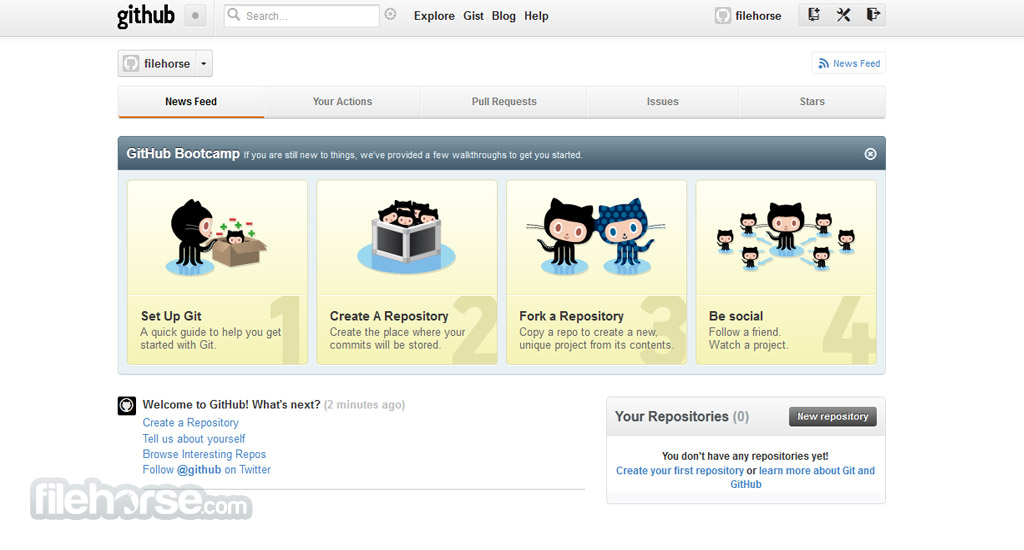 github
Search...
Explore Gist Blog Help
filehorse
filehorse
News Feed
News Feed Your Actions Pull Requests Issues Stars
GitHub Bootcamp If you are still new to things, we've provided a few walkthroughs to get you started.
Set Up Git
A quick guide to help you get
started with Git.
1
Create A Repository
Create the place where your
commits will be stored.
2
Fork a Repository
Copy a repo to create a new,
unique project from its contents.
3
Be social
Follow a friend.
Watch a project.
4
Welcome to GitHub! What's next? (2 minutes ago)
Create a Repository
Tell us about yourself
Browse Interesting Repos
Follow @github on Twitter
Your Repositories (0)
New repository
You don't have any repositories yet!
Create your first repository or learn more about Git and
GitHub
filehorse.com